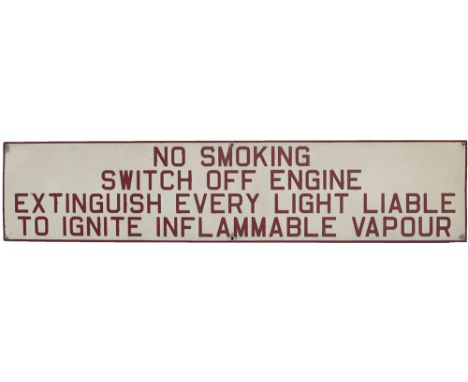 NO SMOKING
SWITCH OFF ENGINE
EXTINGUISH EVERY LIGHT LIABLE
TO IGNITE INFLAMMABLE VAPOUR